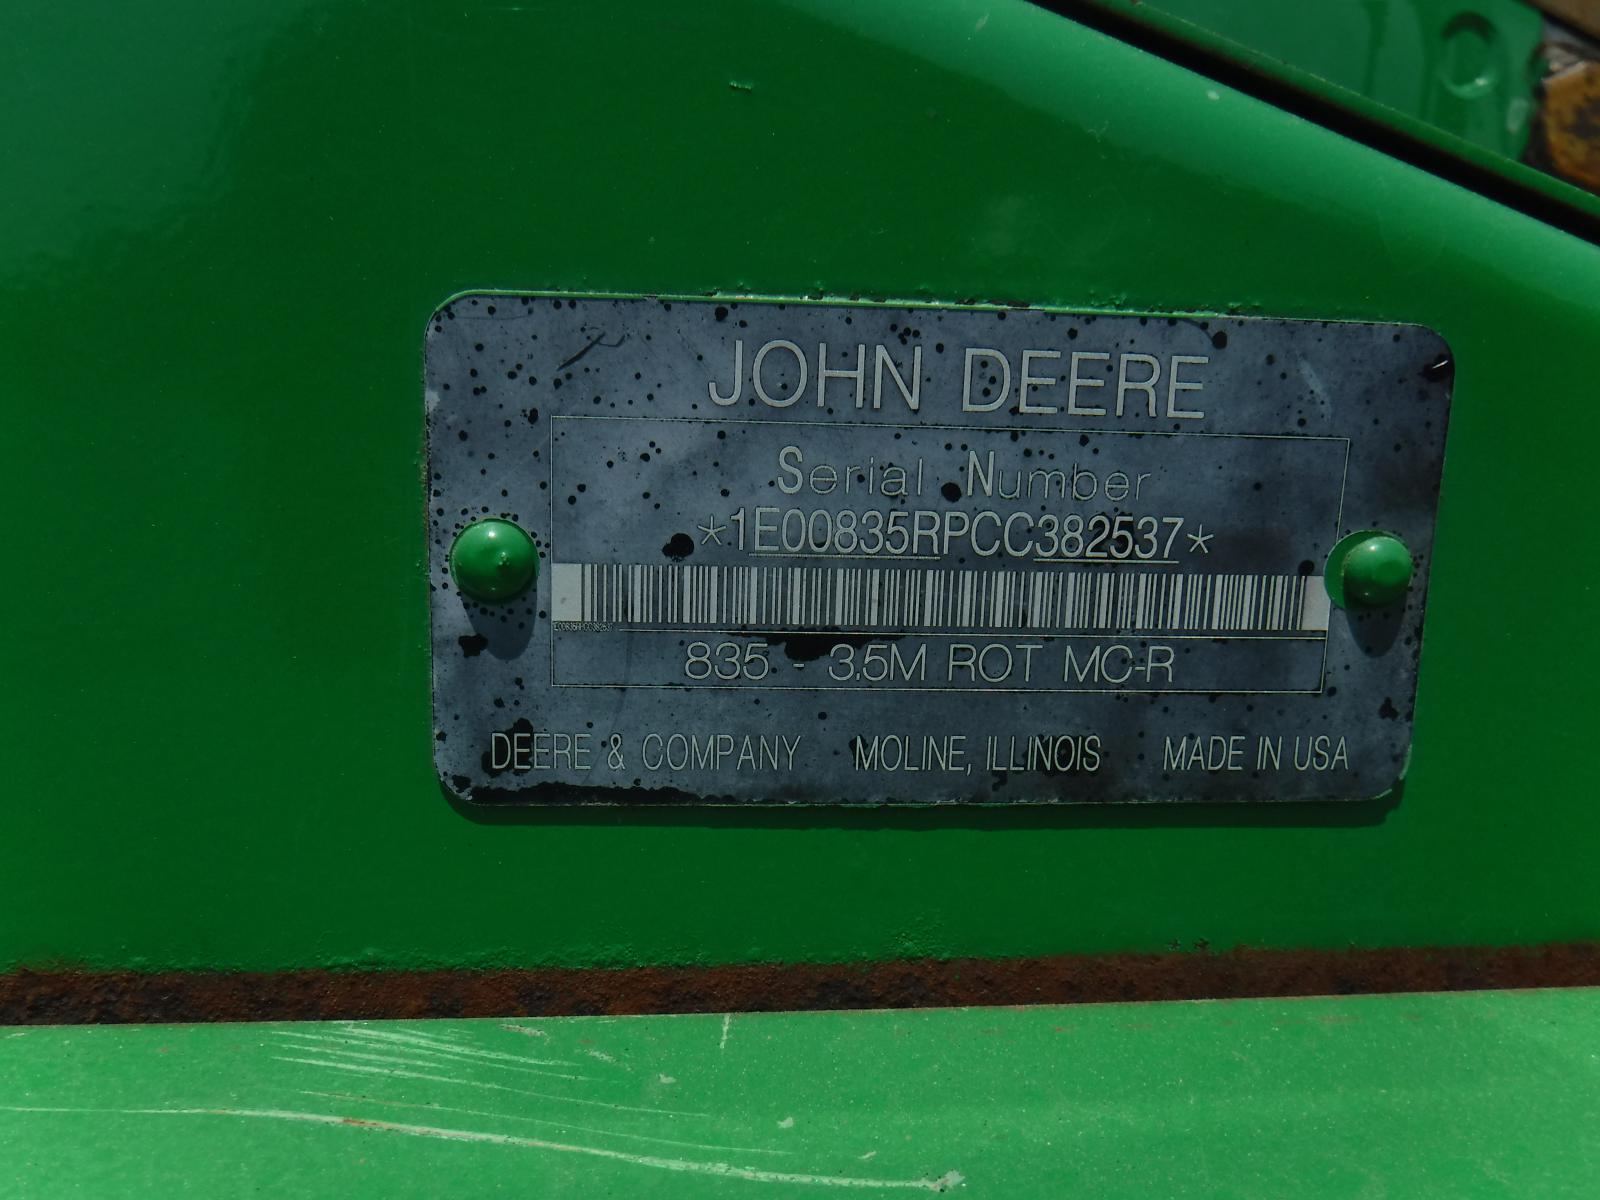 JOHN DEERE
Serial Number
*1E00835RPCC382537*
835 - 3.5M ROT MC-R
DEERE & COMPANY MOLINE, ILLINOIS MADE IN USA